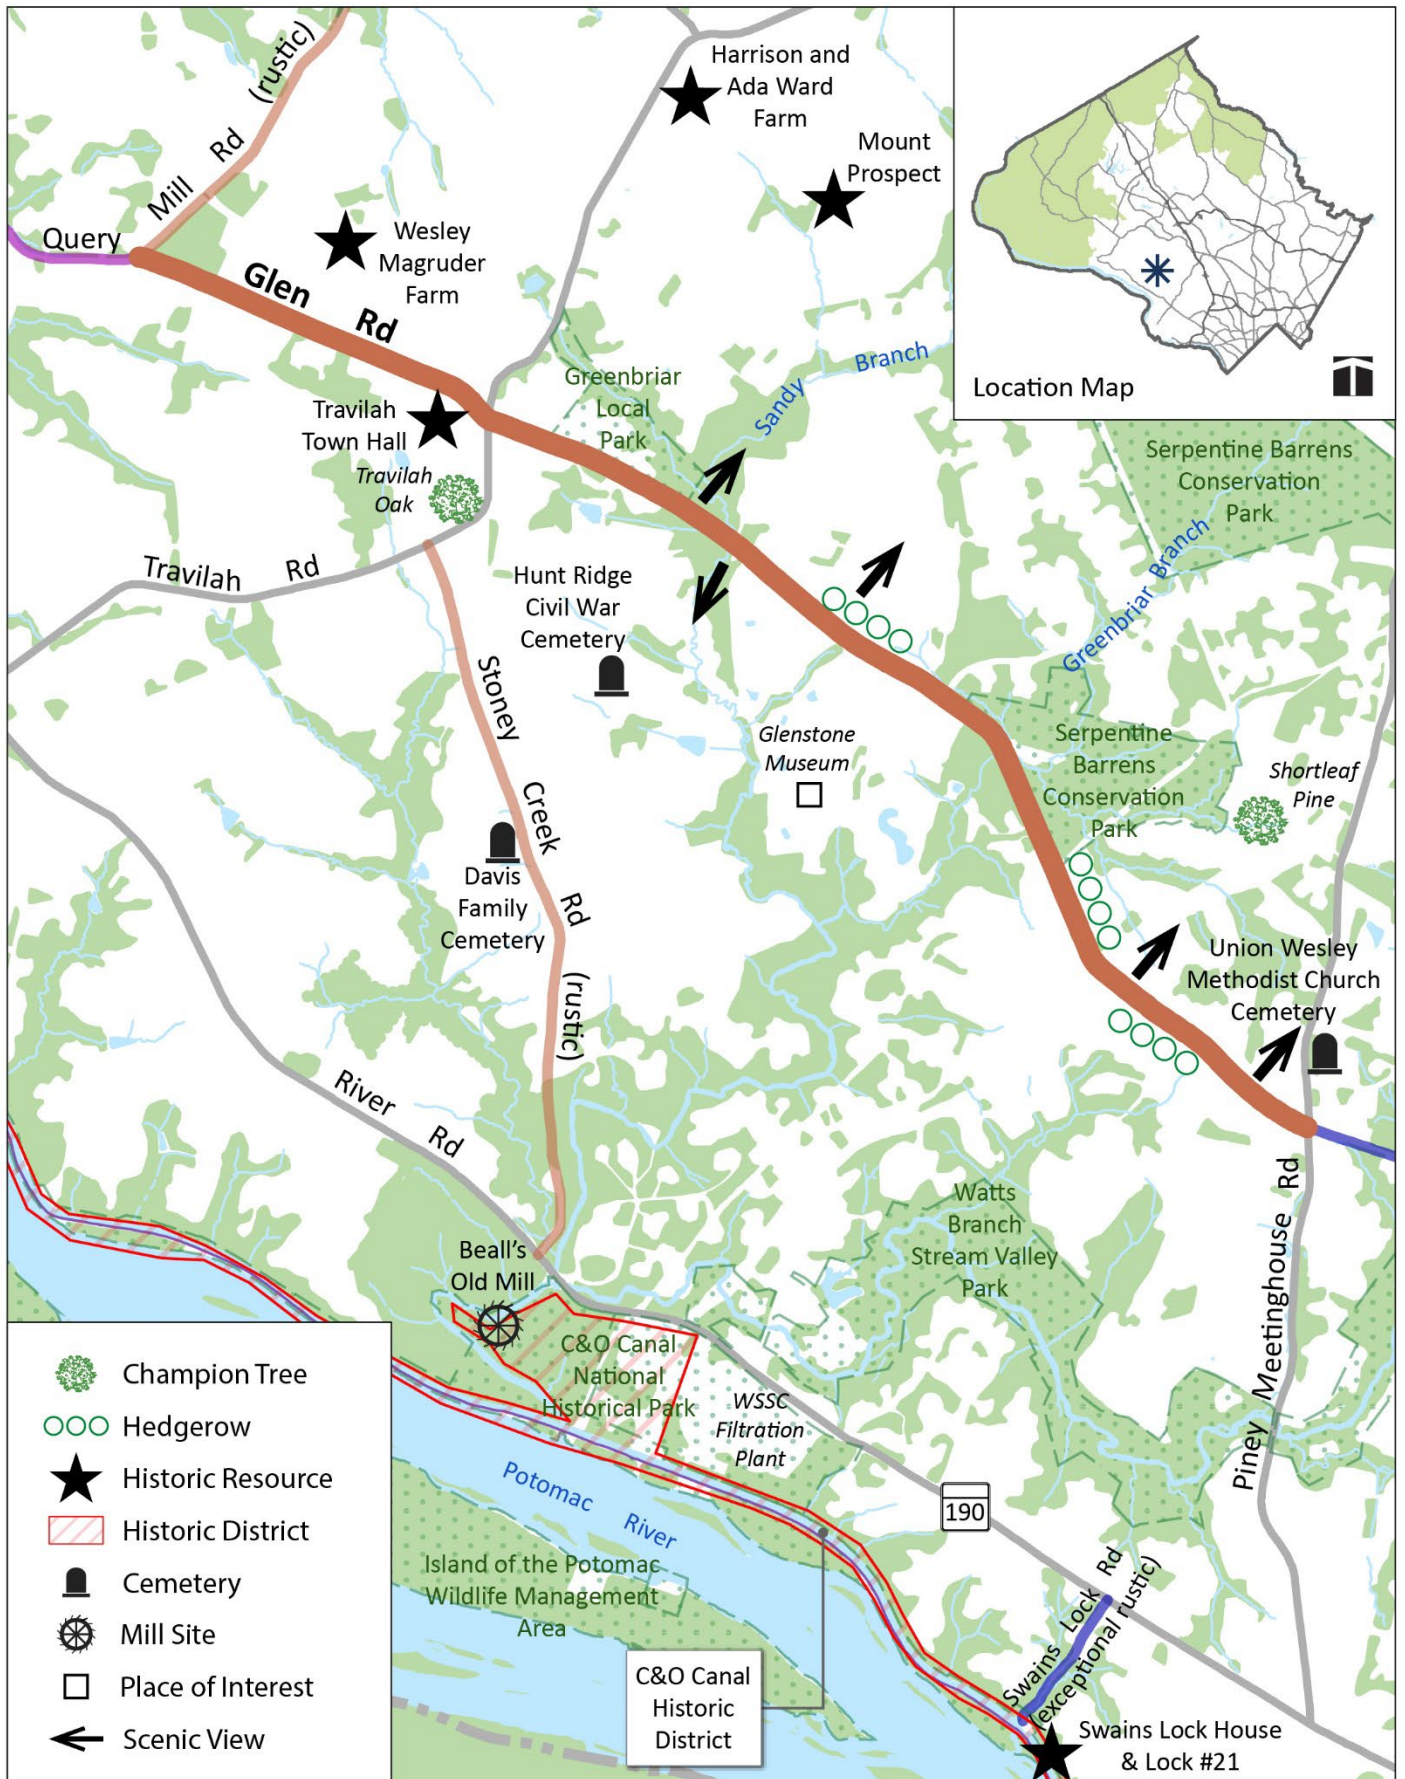 Harrison and
Ada Ward
Farm
Mount
Prospect
Query
Mill Rd (rustic)
Wesley
Magruder
Farm
Glen Rd
Location Map
Greenbriar
Local
Park
Sandy Branch
Travilah
Town Hall
Travilah
Oak
Serpentine Barrens
Conservation
Park
Travilah Rd
Hunt Ridge
Civil War
Cemetery
Greenbriar Branch
Stoney Creek Rd (rustic)
Glenstone
Museum
Serpentine
Barrens
Conservation
Park
Shortleaf
Pine
Davis
Family
Cemetery
Union Wesley
Methodist Church
Cemetery
River Rd
Watts
Branch
Stream Valley
Park
Piney Meetinghouse Rd
Beall's
Old Mill
C&O Canal
National
Historical Park
WSSC
Filtration
Plant
190
Potomac River
Island of the Potomac
Wildlife Management
Area
Swains Lock Rd
(exceptional rustic)
C&O Canal
Historic
District
Swains Lock House
& Lock #21
Champion Tree
Hedgerow
Historic Resource
Historic District
Cemetery
Mill Site
Place of Interest
Scenic View